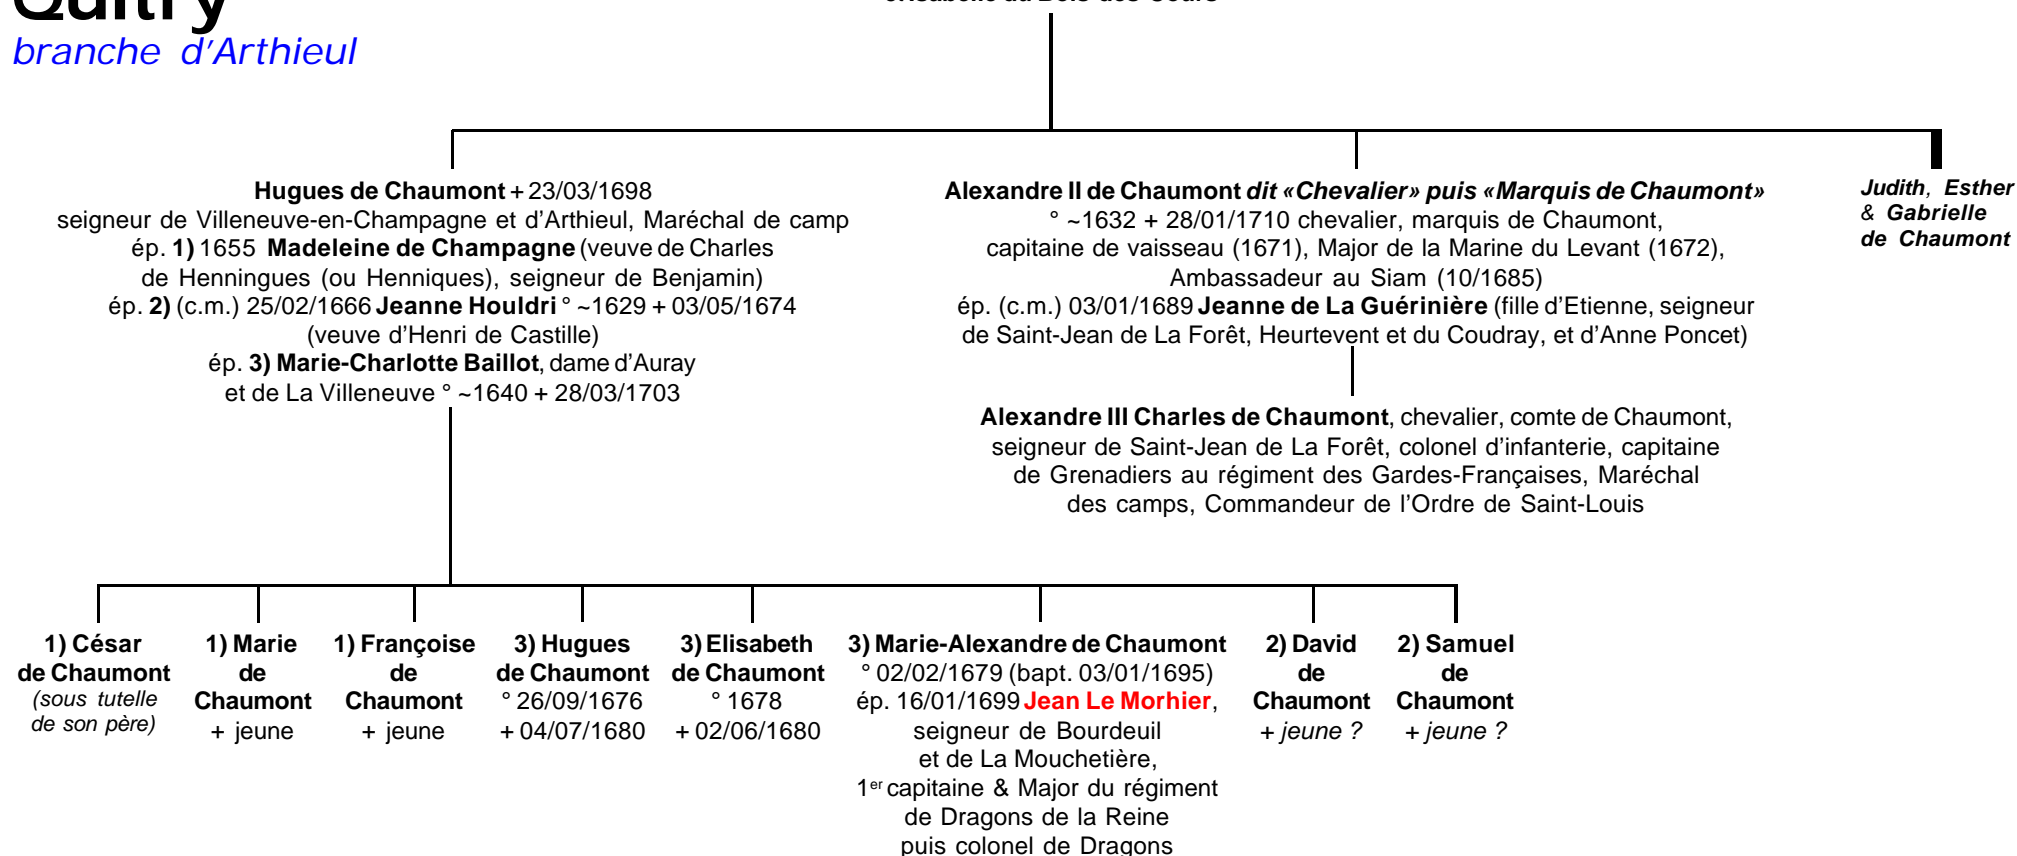 Quitry
branche d'Arthieul
&Isabelle du Bois des Cours
Hugues de Chaumont + 23/03/1698
seigneur de Villeneuve-en-Champagne et d'Arthieul, Maréchal de camp
ép. 1) 1655 Madeleine de Champagne (veuve de Charles
de Henningues (ou Henniques), seigneur de Benjamin)
ép. 2) (c.m.) 25/02/1666 Jeanne Houldri ° ~1629 + 03/05/1674
(veuve d'Henri de Castille)
ép. 3) Marie-Charlotte Baillot, dame d'Auray
et de La Villeneuve ° ~1640 + 28/03/1703
Alexandre II de Chaumont dit «Chevalier» puis «Marquis de Chaumont»
° ~1632 + 28/01/1710 chevalier, marquis de Chaumont,
capitaine de vaisseau (1671), Major de la Marine du Levant (1672),
Ambassadeur au Siam (10/1685)
ép. (c.m.) 03/01/1689 Jeanne de La Guérinière (fille d'Etienne, seigneur
de Saint-Jean de La Forêt, Heurtevent et du Coudray, et d'Anne Poncet)
Judith, Esther
& Gabrielle
de Chaumont
Alexandre III Charles de Chaumont, chevalier, comte de Chaumont,
seigneur de Saint-Jean de La Forêt, colonel d'infanterie, capitaine
de Grenadiers au régiment des Gardes-Françaises, Maréchal
des camps, Commandeur de l'Ordre de Saint-Louis
1) César
de Chaumont
(sous tutelle
de son père)
1) Marie
de
Chaumont
+ jeune
1) Françoise
de
Chaumont
+ jeune
3) Hugues
de Chaumont
° 26/09/1676
+ 04/07/1680
3) Elisabeth
de Chaumont
° 1678
+ 02/06/1680
3) Marie-Alexandre de Chaumont
° 02/02/1679 (bapt. 03/01/1695)
ép. 16/01/1699 Jean Le Morhier,
seigneur de Bourdeuil
et de La Mouchetière,
1er capitaine & Major du régiment
de Dragons de la Reine
puis colonel de Dragons
2) David
de
Chaumont
+ jeune ?
2) Samuel
de
Chaumont
+ jeune ?